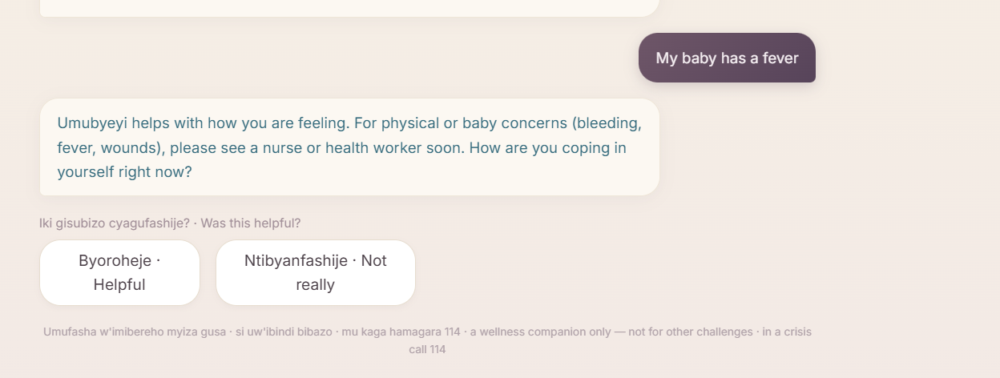 My baby has a fever
Umubyeyi helps with how you are feeling. For physical or baby concerns (bleeding,
fever, wounds), please see a nurse or health worker soon. How are you coping in
yourself right now?
Iki gisubizo cyagufashije? · Was this helpful?
Byoroheje ·
Helpful
Ntibyanfashije · Not
really
Umufasha w'imibereho myiza gusa · si uw'ibindi bibazo · mu kaga hamagara 114 · a wellness companion only — not for other challenges · in a crisis
call 114